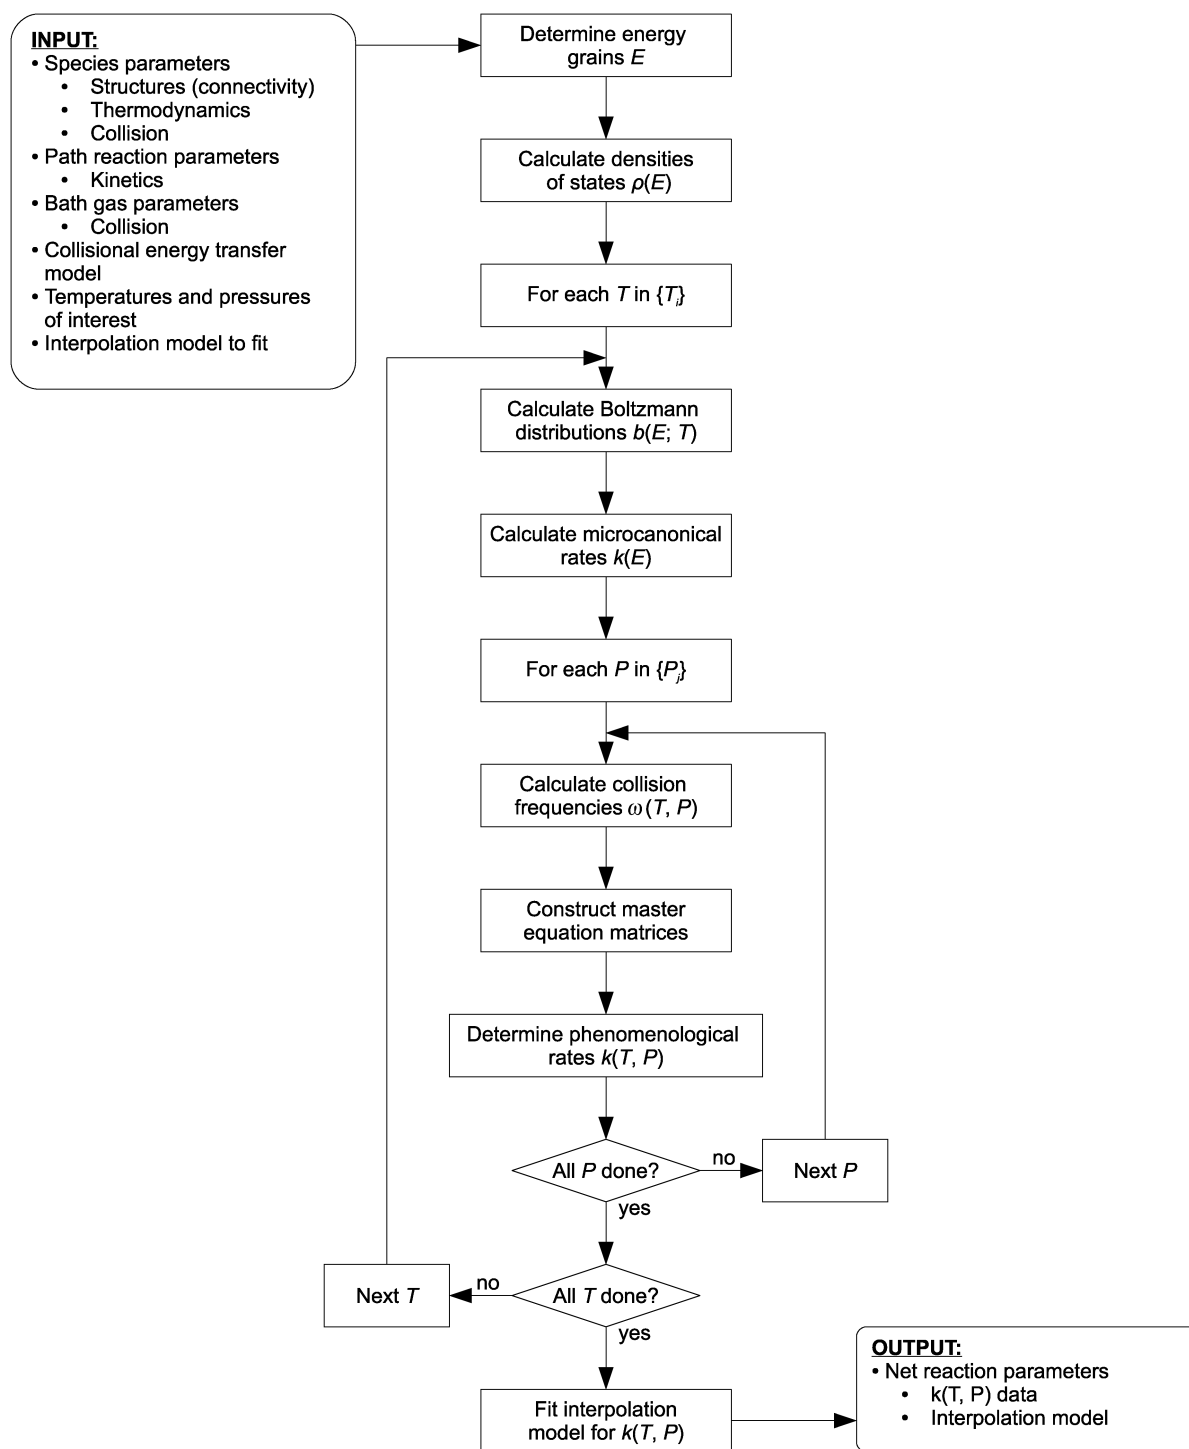 INPUT:
• Species parameters
• Structures (connectivity)
• Thermodynamics
• Collision
• Path reaction parameters
• Kinetics
• Bath gas parameters
• Collision
• Collisional energy transfer
model
• Temperatures and pressures
of interest
• Interpolation model to fit
Determine energy
grains E
Calculate densities
of states ρ(E)
For each T in {Tᵢ}
Calculate Boltzmann
distributions b(E; T)
Calculate microcanonical
rates k(E)
For each P in {Pⱼ}
Calculate collision
frequencies ω(T, P)
Construct master
equation matrices
Determine phenomenological
rates k(T, P)
All P done?
no
Next P
yes
All T done?
no
Next T
yes
Fit interpolation
model for k(T, P)
OUTPUT:
• Net reaction parameters
• k(T, P) data
• Interpolation model